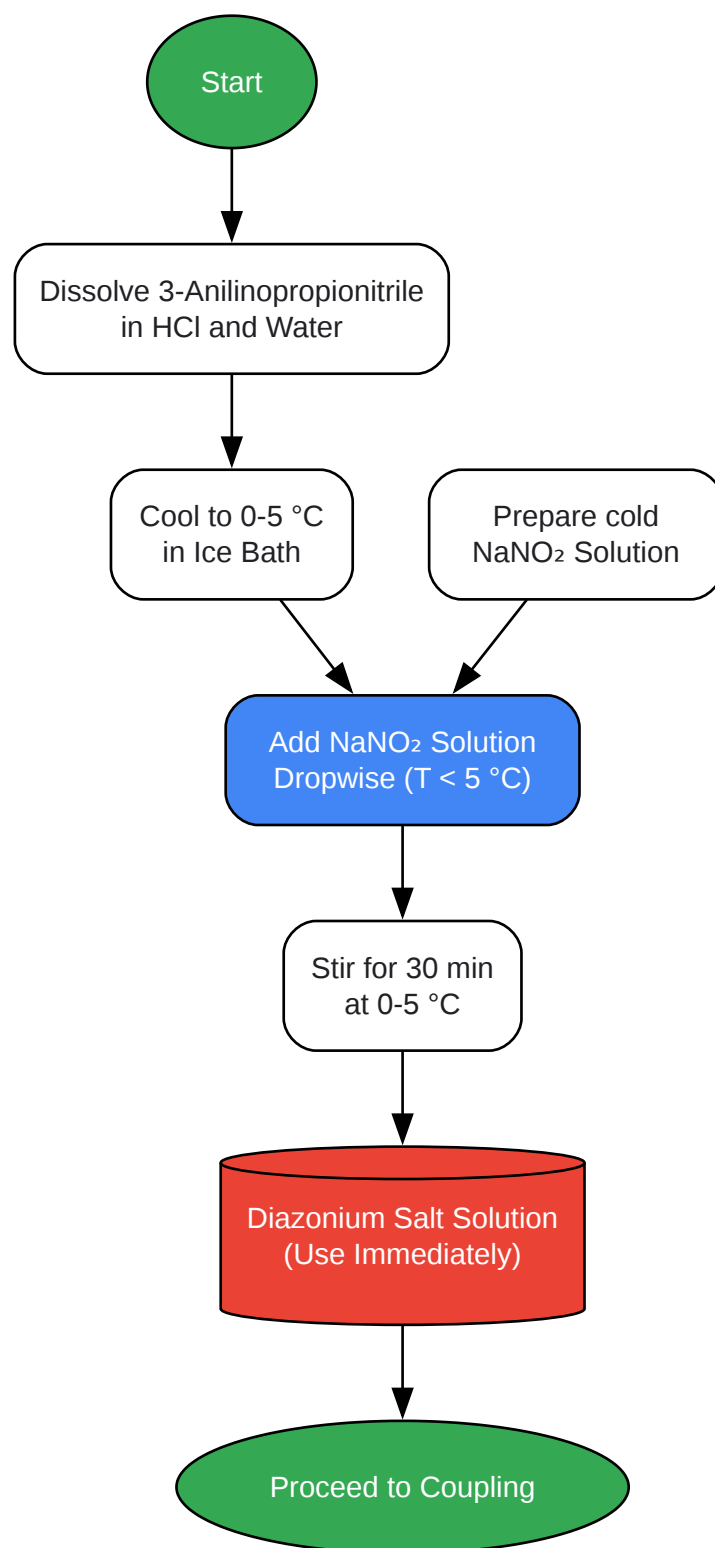 Start
Dissolve 3-Anilinopropionitrile
in HCl and Water
Cool to 0-5 °C
in Ice Bath
Prepare cold
NaNO₂ Solution
Add NaNO₂ Solution
Dropwise (T < 5 °C)
Stir for 30 min
at 0-5 °C
Diazonium Salt Solution
(Use Immediately)
Proceed to Coupling